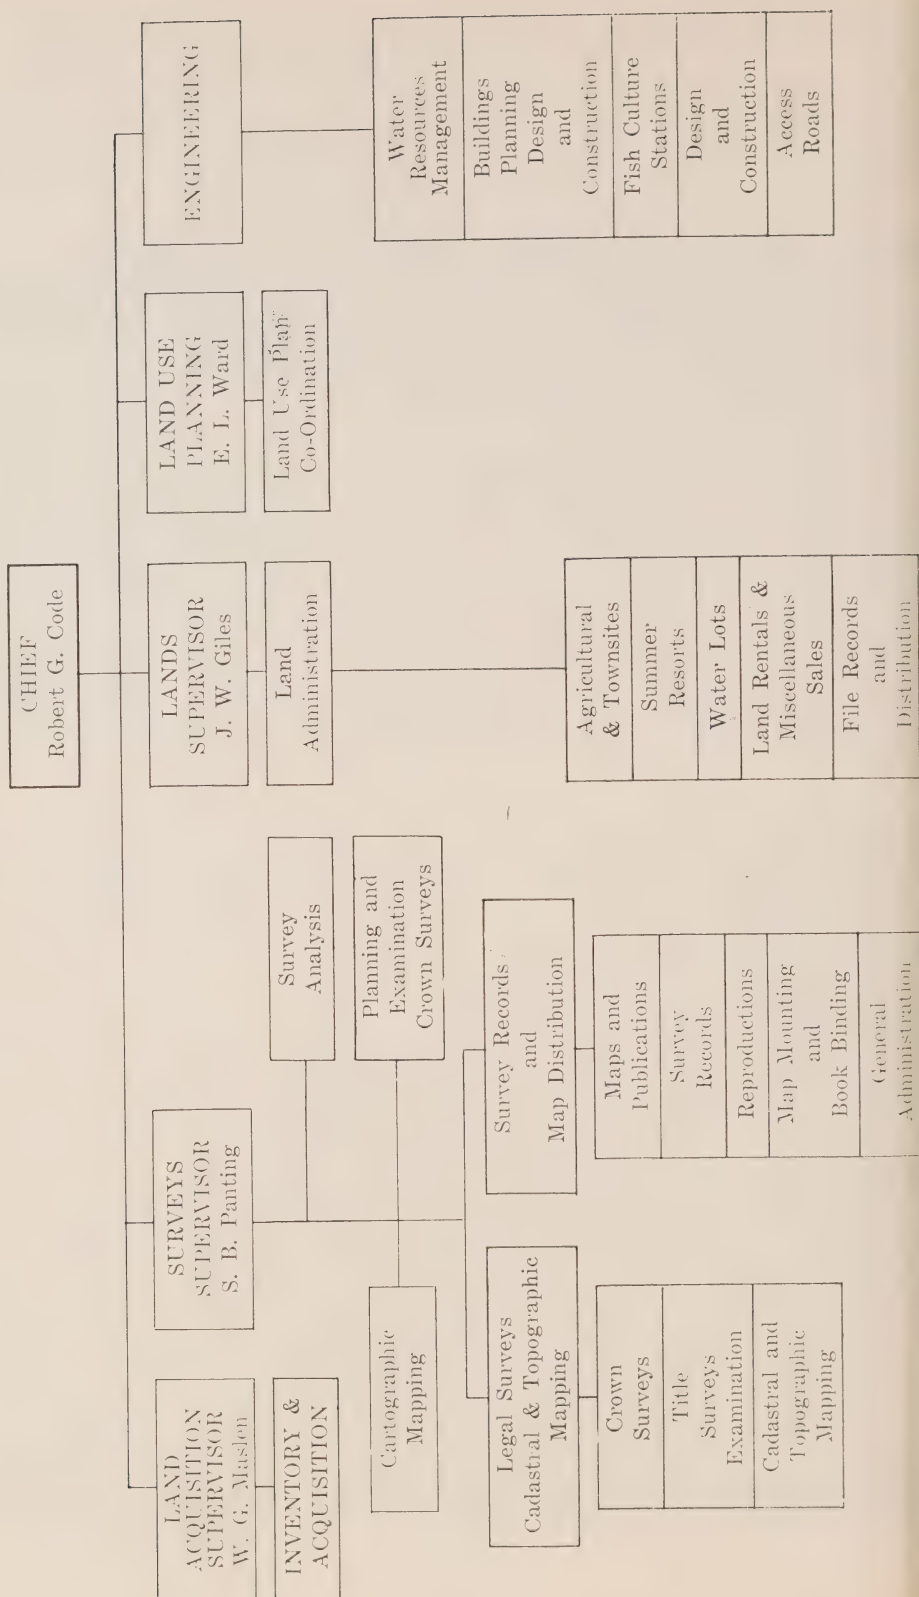 CHIEF
Robert G. Code
LAND
ACQUISITION
SUPERVISOR
W. G. Maslen
INVENTORY &
ACQUISITION
SURVEYS
SUPERVISOR
S. B. Panting
Survey
Analysis
Planning and
Examination
Crown Surveys
Cartographic
Mapping
Legal Surveys
Cadastral & Topographic
Mapping
Crown
Surveys
Title
Surveys
Examination
Cadastral and
Topographic
Mapping
Survey Records
and
Map Distribution
Maps and
Publications
Survey
Records
Reproductions
Map Mounting
and
Book Binding
General
Administration
LANDS
SUPERVISOR
J. W. Giles
Land
Administration
Agricultural
& Townsites
Summer
Resorts
Water Lots
Land Rentals &
Miscellaneous
Sales
File Records
and
Distribution
LAND USE
PLANNING
E. L. Ward
Land Use Plan
Co-Ordination
ENGINEERING
Water
Resources
Management
Buildings
Planning
Design
and
Construction
Fish Culture
Stations
Design
and
Construction
Access
Roads